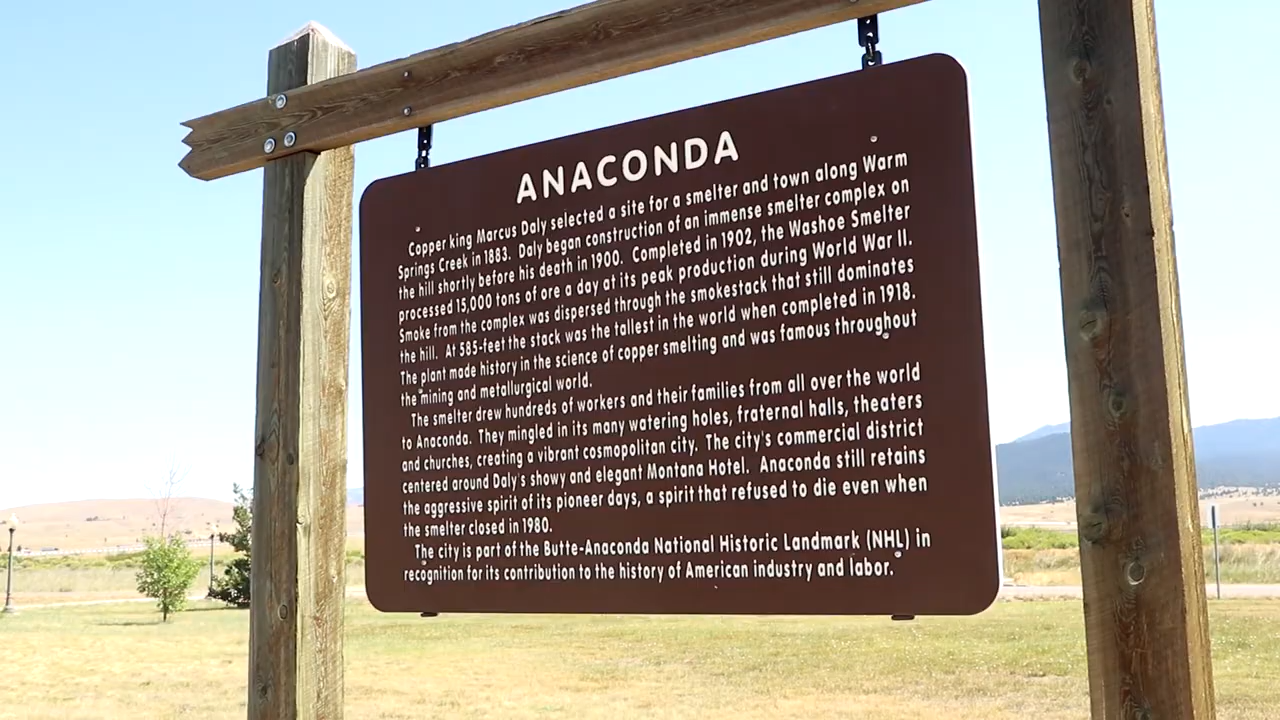 ANACONDA
Copper king Marcus Daly selected a site for a smelter and town along Warm
Springs Creek in 1883. Daly began construction of an immense smelter complex on
the hill shortly before his death in 1900. Completed in 1902, the Washoe Smelter
processed 15,000 tons of ore a day at its peak production during World War II.
Smoke from the complex was dispersed through the smokestack that still dominates
the hill. At 585-feet the stack was the tallest in the world when completed in 1918.
The plant made history in the science of copper smelting and was famous throughout
the mining and metallurgical world.
The smelter drew hundreds of workers and their families from all over the world
to Anaconda. They mingled in its many watering holes, fraternal halls, theaters
and churches, creating a vibrant cosmopolitan city. The city's commercial district
centered around Daly's showy and elegant Montana Hotel. Anaconda still retains
the aggressive spirit of its pioneer days, a spirit that refused to die even when
the smelter closed in 1980.
The city is part of the Butte-Anaconda National Historic Landmark (NHL) in
recognition for its contribution to the history of American industry and labor.